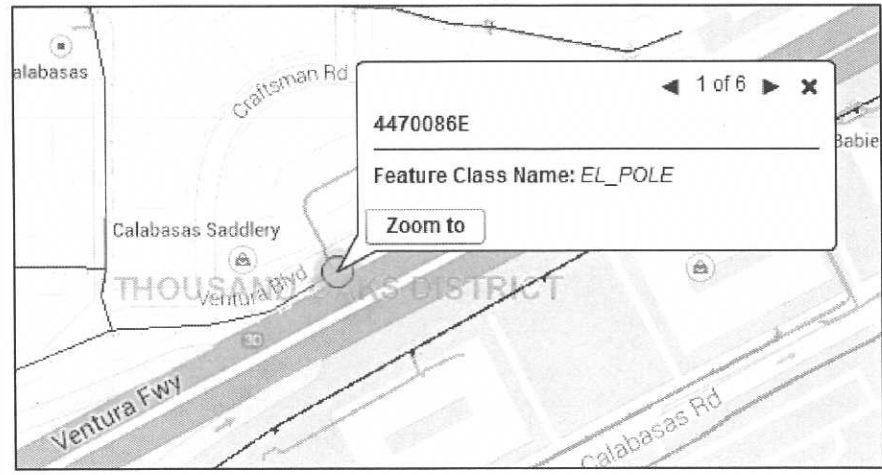 alabasas
Craftsman Rd
1 of 6
4470086E
Babie
Feature Class Name: EL_POLE
Zoom to
Calabasas Saddlery
THOUSAND OAKS DISTRICT
Ventura Blvd
30
Ventura Fwy
Calabasas Rd